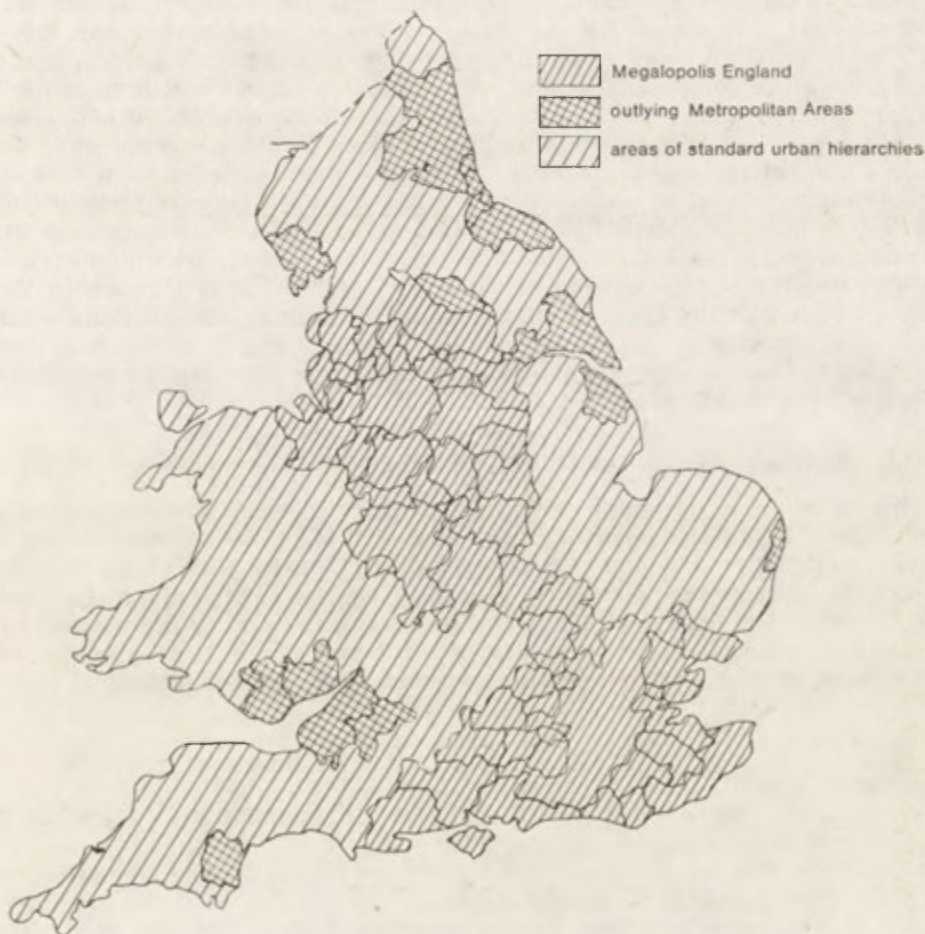 Megalopolis England
outlying Metropolitan Areas
areas of standard urban hierarchies